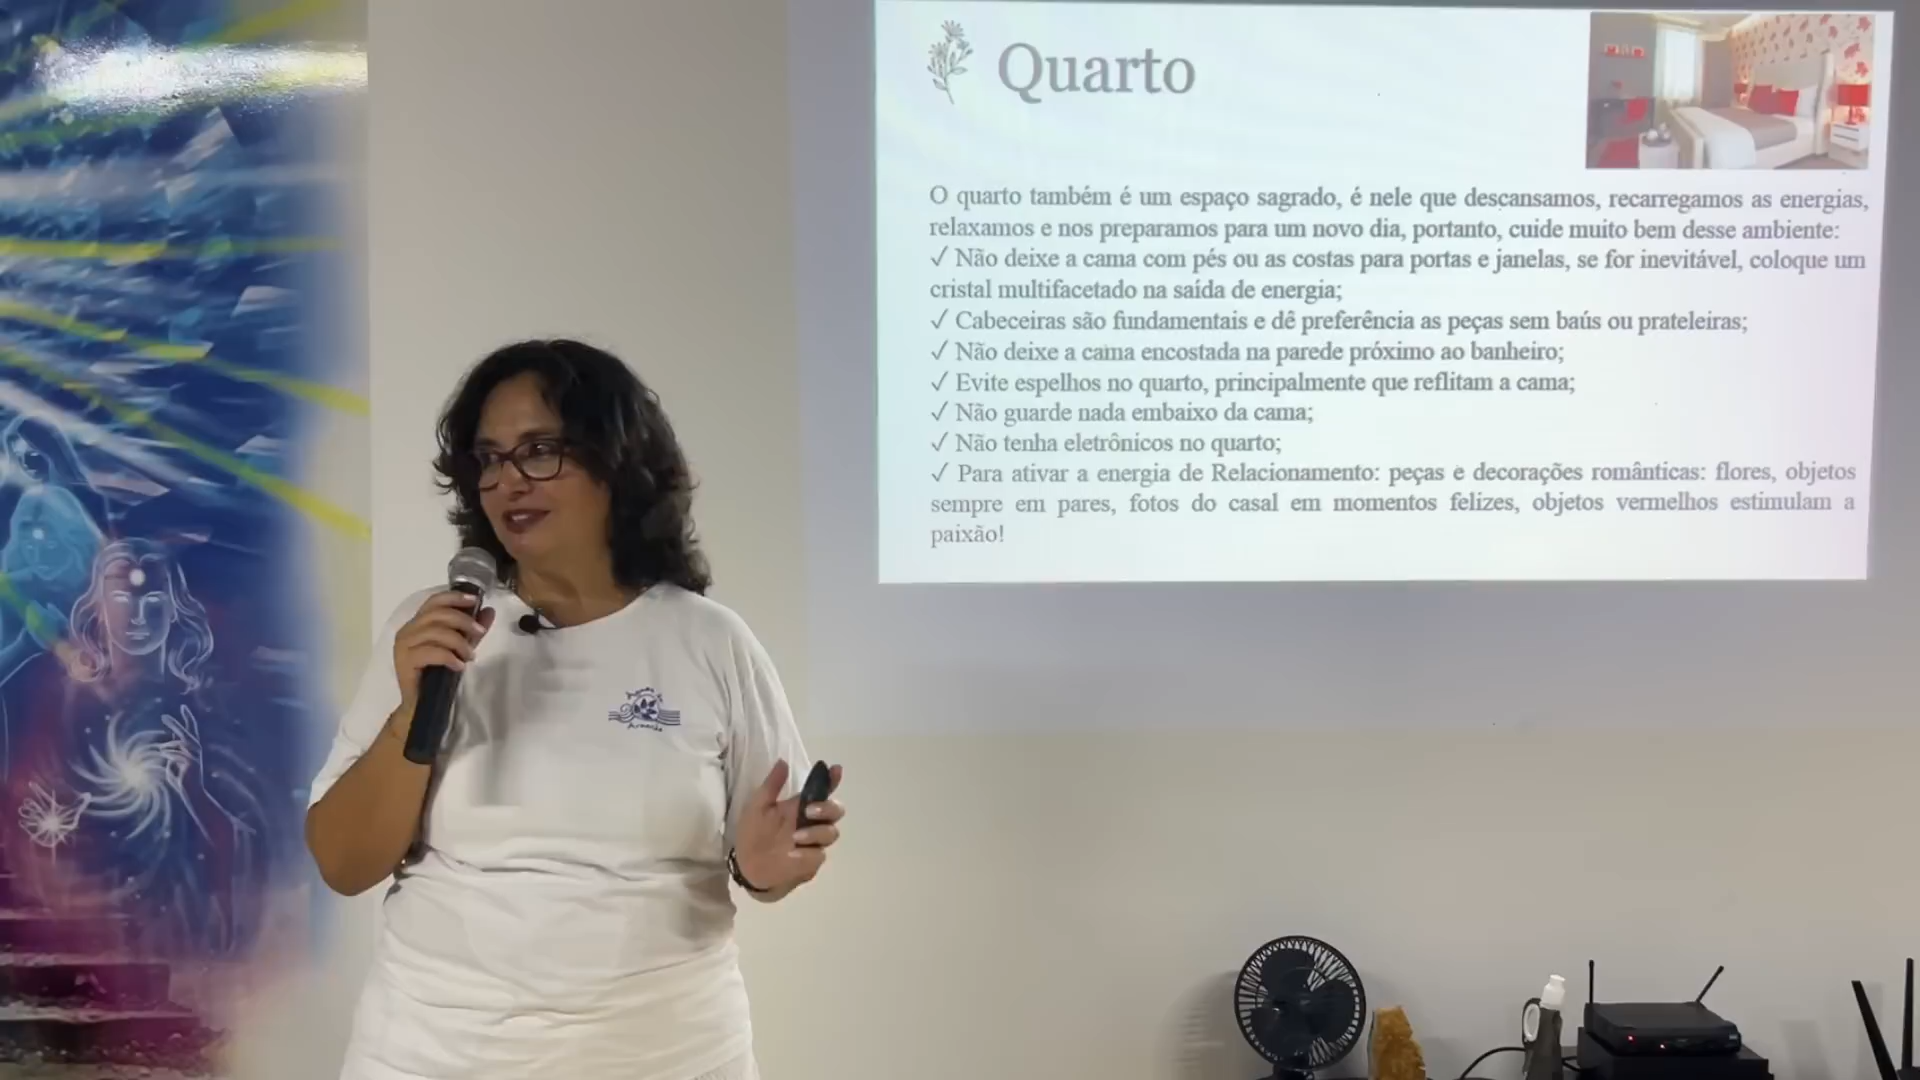 Quarto
O quarto também é um espaço sagrado, é nele que descansamos, recarregamos as energias,
relaxamos e nos preparamos para um novo dia, portanto, cuide muito bem desse ambiente:
✓ Não deixe a cama com pés ou as costas para portas e janelas, se for inevitável, coloque um
cristal multifacetado na saída de energia;
✓ Cabeceiras são fundamentais e dê preferência as peças sem baús ou prateleiras;
✓ Não deixe a cama encostada na parede próximo ao banheiro;
✓ Evite espelhos no quarto, principalmente que reflitam a cama;
✓ Não guarde nada embaixo da cama;
✓ Não tenha eletrônicos no quarto;
✓ Para ativar a energia de Relacionamento: peças e decorações românticas: flores, objetos
sempre em pares, fotos do casal em momentos felizes, objetos vermelhos estimulam a
paixão!